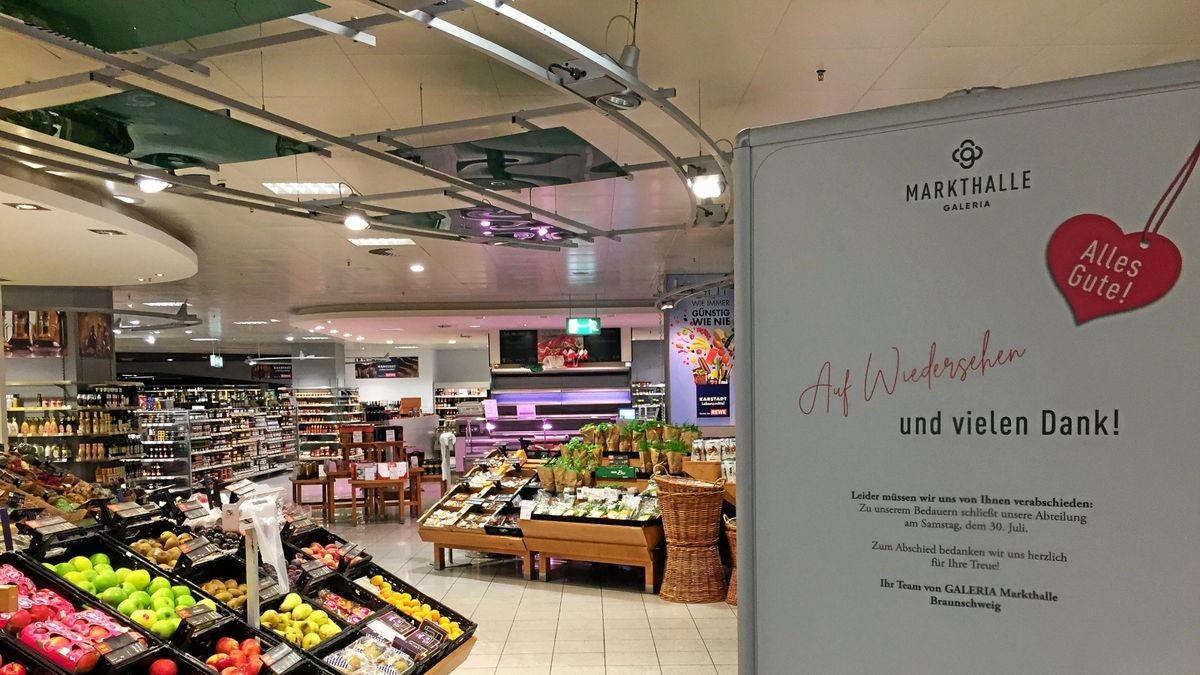 MARKTHALLE
GALERIA
Alles
Gute!
Auf Wiedersehen
und vielen Dank!
Leider müssen wir uns von Ihnen verabschieden:
Zu unserem Bedauern schließt unsere Abteilung
am Samstag, dem 30. Juli.
Zum Abschied bedanken wir uns herzlich
für Ihre Treue!
Ihr Team von GALERIA Markthalle
Braunschweig
WIE IMMER
GÜNSTIG
WIE NIE
KARSTADT
Lebensmittel
REWE
KARSTADT